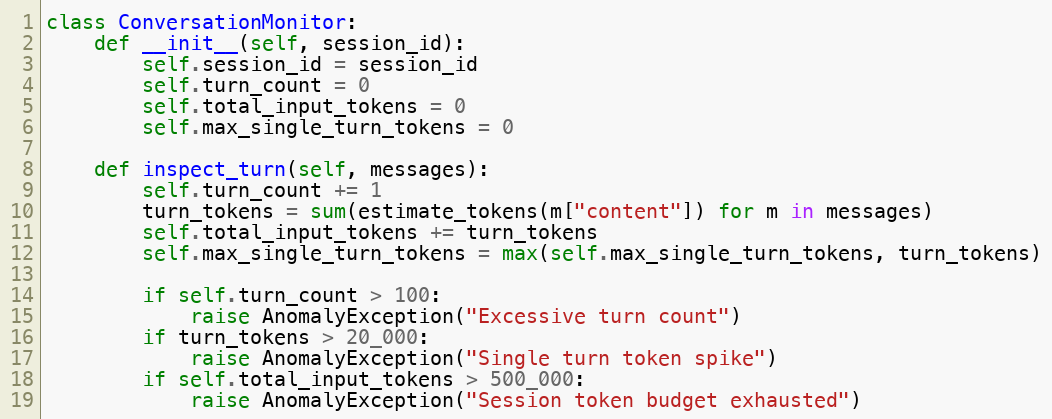 1 class ConversationMonitor:
2     def __init__(self, session_id):
3         self.session_id = session_id
4         self.turn_count = 0
5         self.total_input_tokens = 0
6         self.max_single_turn_tokens = 0
7
8     def inspect_turn(self, messages):
9         self.turn_count += 1
10         turn_tokens = sum(estimate_tokens(m["content"]) for m in messages)
11         self.total_input_tokens += turn_tokens
12         self.max_single_turn_tokens = max(self.max_single_turn_tokens, turn_tokens)
13
14         if self.turn_count > 100:
15             raise AnomalyException("Excessive turn count")
16         if turn_tokens > 20_000:
17             raise AnomalyException("Single turn token spike")
18         if self.total_input_tokens > 500_000:
19             raise AnomalyException("Session token budget exhausted")